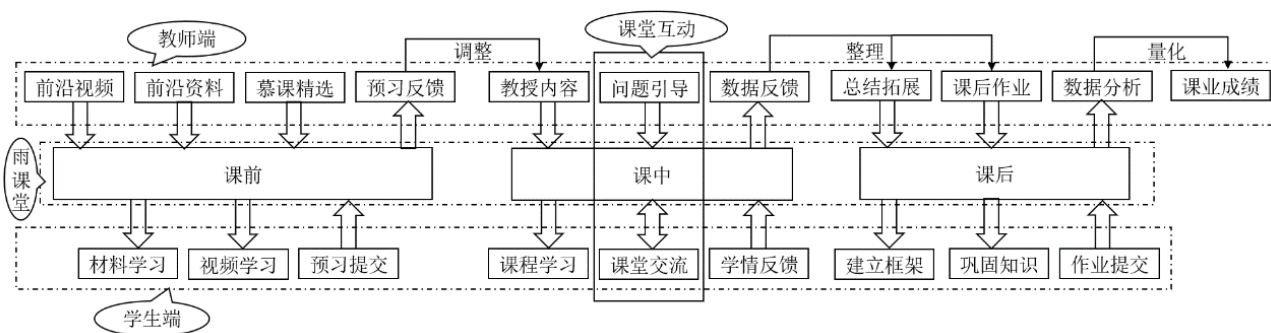 教师端
课堂互动
调整
整理
量化
前沿视频
前沿资料
慕课精选
预习反馈
教授内容
问题引导
数据反馈
总结拓展
课后作业
数据分析
课业成绩
雨课堂
课前
课中
课后
材料学习
视频学习
预习提交
课程学习
课堂交流
学情反馈
建立框架
巩固知识
作业提交
学生端